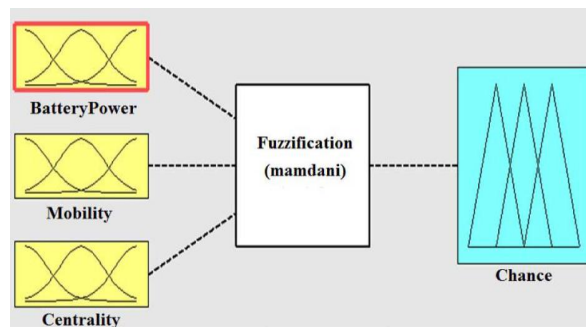 BatteryPower
Mobility
Centrality
Fuzzification
(mamdani)
Chance